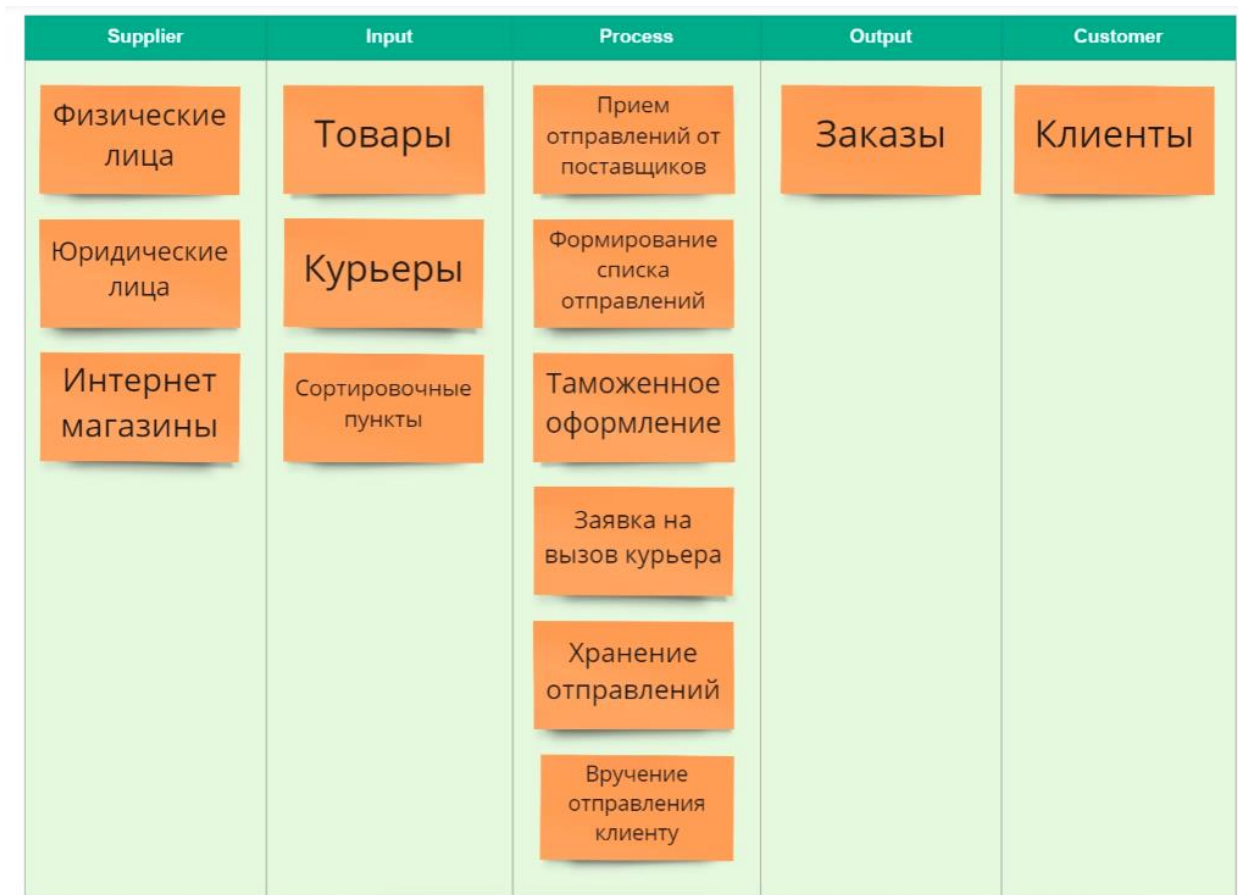 Supplier
Input
Process
Output
Customer
Физические
лица
Юридические
лица
Интернет
магазины
Товары
Курьеры
Сортировочные
пункты
Прием
отправлений от
поставщиков
Формирование
списка
отправлений
Таможенное
оформление
Заявка на
вызов курьера
Хранение
отправлений
Вручение
отправления
клиенту
Заказы
Клиенты